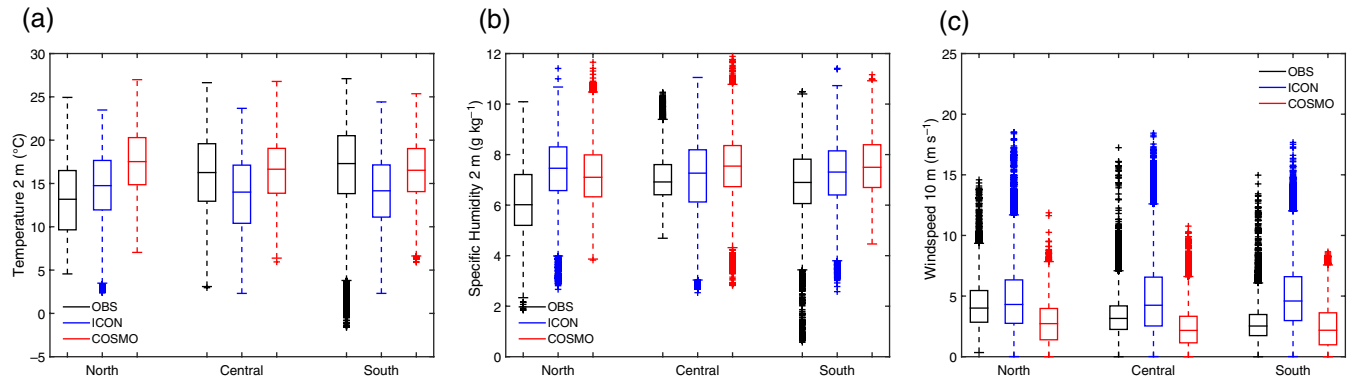 (a)
30
25
20
15
10
5
0
−5
Temperature 2 m (°C)
OBS
ICON
COSMO
North Central South
(b)
12
10
8
6
4
2
0
Specific Humidity 2 m (g kg−1)
OBS
ICON
COSMO
North Central South
(c)
25
20
15
10
5
0
Windspeed 10 m (m s−1)
OBS
ICON
COSMO
North Central South